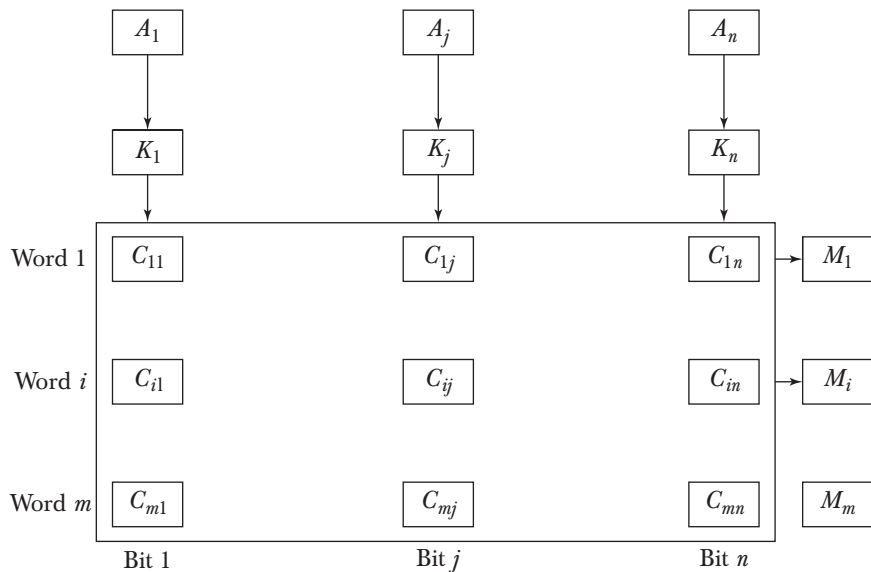 A₁ Aⱼ Aₙ
K₁ Kⱼ Kₙ
Word 1 C₁₁ C₁ⱼ C₁ₙ M₁
Word i Cᵢ₁ Cᵢⱼ Cᵢₙ Mᵢ
Word m Cₘ₁ Cₘⱼ Cₘₙ Mₘ
Bit 1 Bit j Bit n